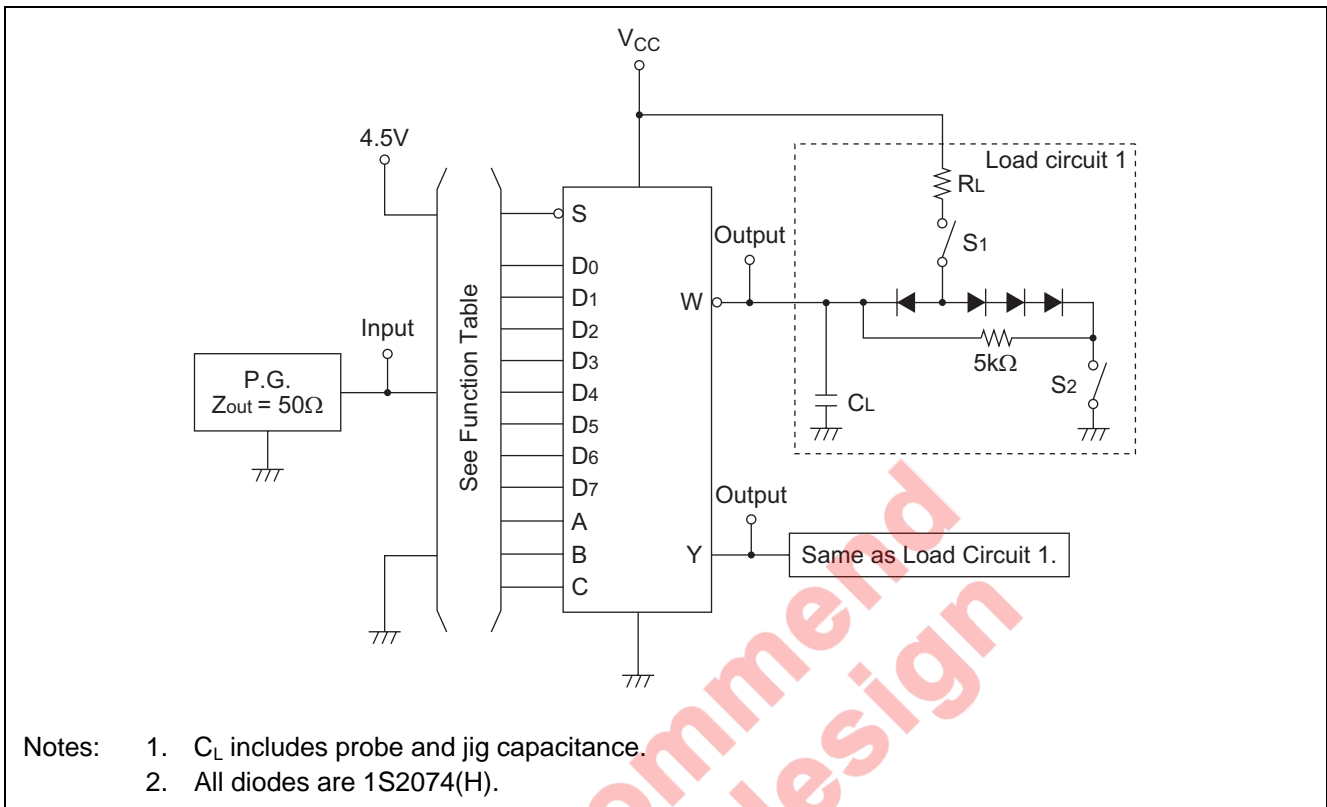 VCC
4.5V
Load circuit 1
RL
S
Output
S1
D0
D1
W
D2
Input
See Function Table
D3
5kΩ
P.G.
Zout = 50Ω
D4
S2
CL
D5
D6
D7
Output
A
B
Y
Same as Load Circuit 1.
C
ommend
esign
Notes: 1. CL includes probe and jig capacitance.
2. All diodes are 1S2074(H).